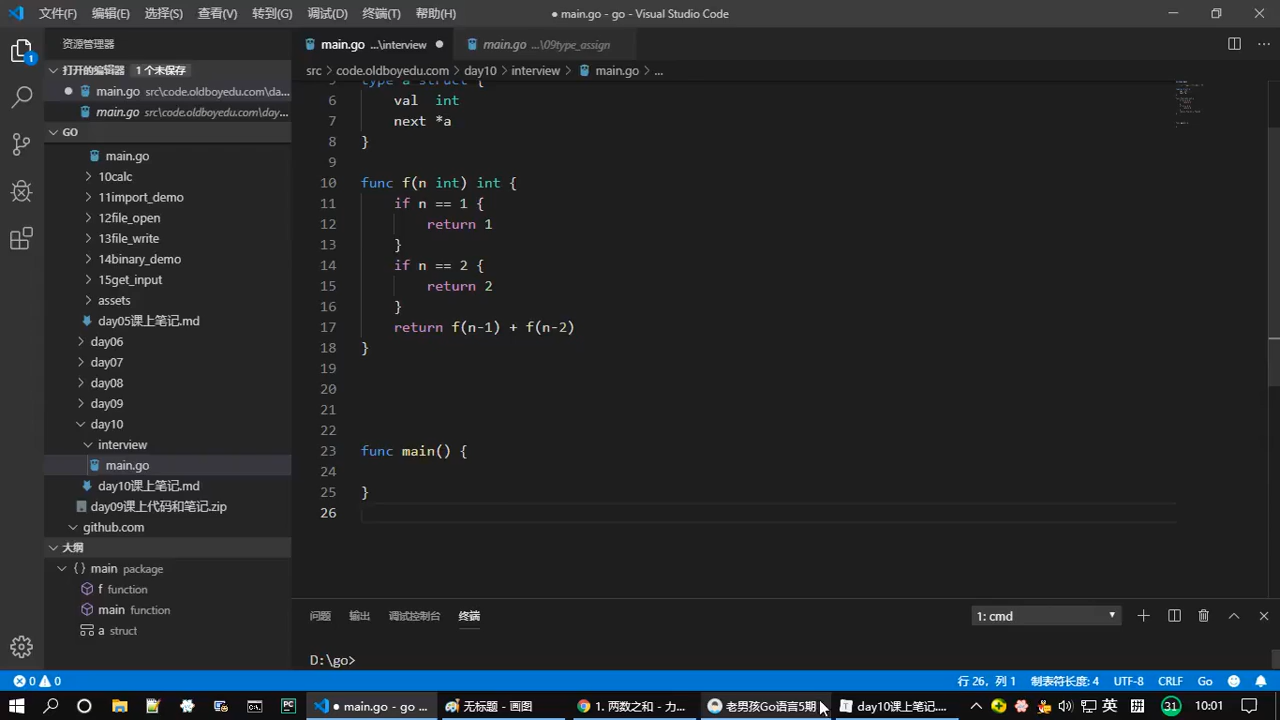 文件(F) 编辑(E) 选择(S) 查看(V) 转到(G) 调试(D) 终端(T) 帮助(H) ● main.go - go - Visual Studio Code
资源管理器
main.go ...\interview ●
main.go ...\09type_assign
打开的编辑器 1 个未保存
src > code.oldboyedu.com > day10 > interview > main.go > ...
● main.go src\code.oldboyedu.com\da...
main.go src\code.oldboyedu.com\day...
GO
main.go
10calc
11import_demo
12file_open
13file_write
14binary_demo
15get_input
assets
day05课上笔记.md
day06
day07
day08
day09
day10
interview
main.go
day10课上笔记.md
day09课上代码和笔记.zip
github.com
大纲
main package
f function
main function
a struct
5 type a struct {
6 val int
7 next *a
8 }
9
10 func f(n int) int {
11 if n == 1 {
12 return 1
13 }
14 if n == 2 {
15 return 2
16 }
17 return f(n-1) + f(n-2)
18 }
19
20
21
22
23 func main() {
24
25 }
26
问题 输出 调试控制台 终端 1: cmd
D:\go>
0 0 行 26, 列 1 制表符长度: 4 UTF-8 CRLF Go
● main.go - go ... 无标题 - 画图 1. 两数之和 - 力... 老男孩Go语言5期 day10课上笔记.... 英 拼 31 10:01